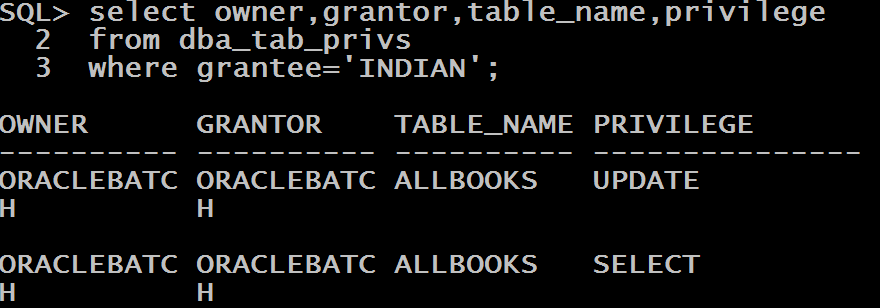 SQL> select owner,grantor,table_name,privilege
  2  from dba_tab_privs
  3  where grantee='INDIAN';
OWNER      GRANTOR    TABLE_NAME PRIVILEGE
---------- ---------- ---------- ---------------
ORACLEBATC ORACLEBATC ALLBOOKS   UPDATE
H          H
ORACLEBATC ORACLEBATC ALLBOOKS   SELECT
H          H